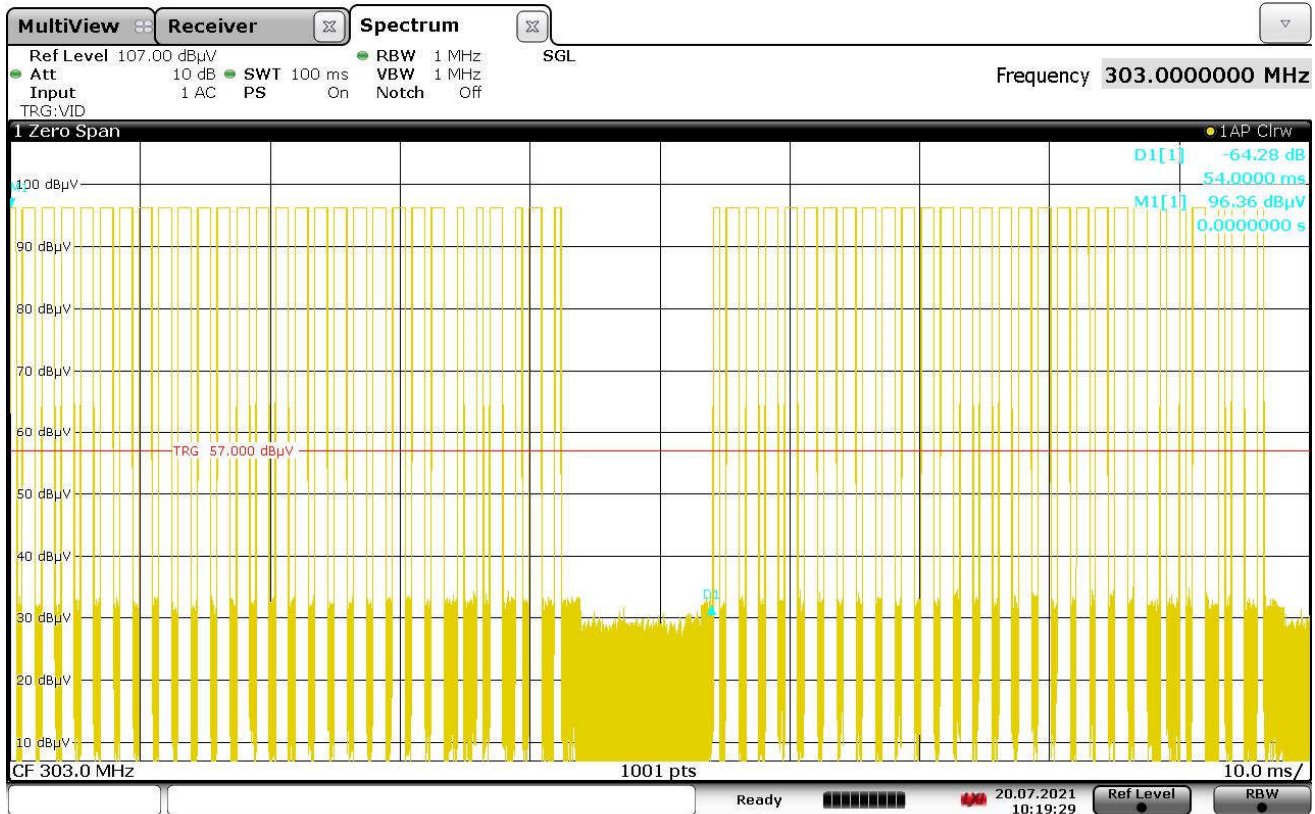 MultiView Receiver Spectrum
Ref Level 107.00 dBµV RBW 1 MHz SGL
Att 10 dB SWT 100 ms VBW 1 MHz
Input 1 AC PS On Notch Off
TRG:VID
Frequency 303.0000000 MHz
1 Zero Span 1AP Clrw
D1[1] -64.28 dB
54.0000 ms
M1[1] 96.36 dBµV
0.0000000 s
100 dBµV
90 dBµV
80 dBµV
70 dBµV
60 dBµV
TRG 57.000 dBµV
50 dBµV
40 dBµV
D1
30 dBµV
20 dBµV
10 dBµV
CF 303.0 MHz 1001 pts 10.0 ms/
Ready LXI 20.07.2021 Ref Level RBW
10:19:29